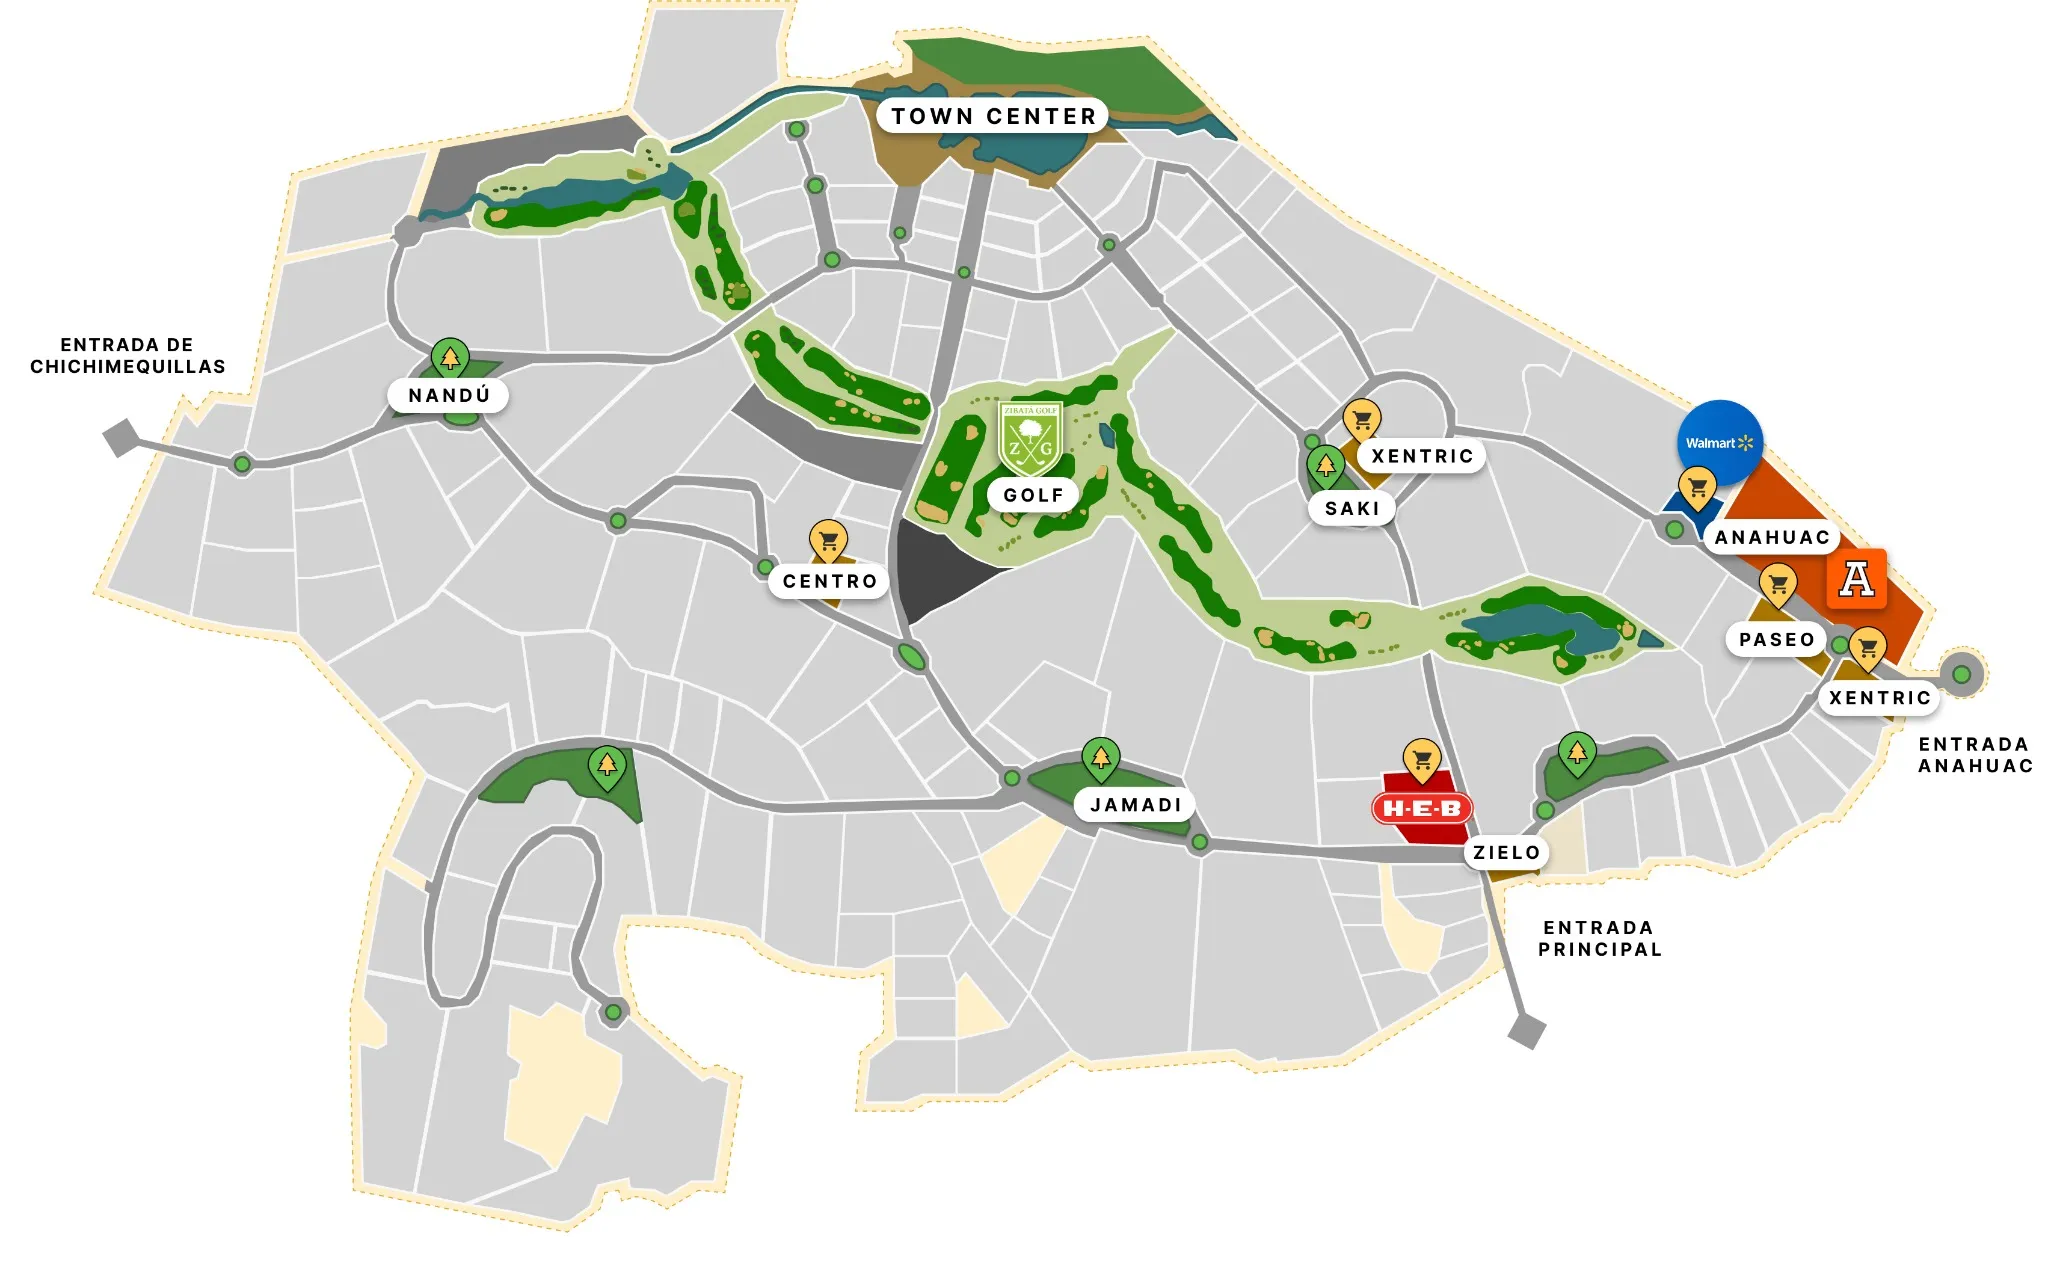 TOWN CENTER
ENTRADA DE
CHICHIMEQUILLAS
NANDÚ
ZIBATÁ GOLF
Z G
GOLF
XENTRIC
SAKI
Walmart
ANAHUAC
A
CENTRO
PASEO
XENTRIC
ENTRADA
ANAHUAC
JAMADI
H-E-B
ZIELO
ENTRADA
PRINCIPAL